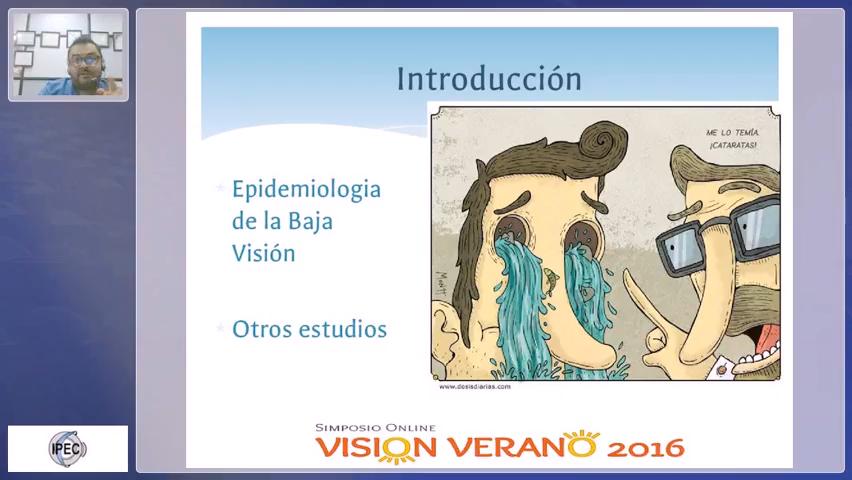 Introducción
ME LO TEMÍA.
¡CATARATAS!
Epidemiologia
de la Baja
Visión
Otros estudios
Montt
www.dosisdiarias.com
SIMPOSIO ONLINE
VISION VERANO 2016
IPEC